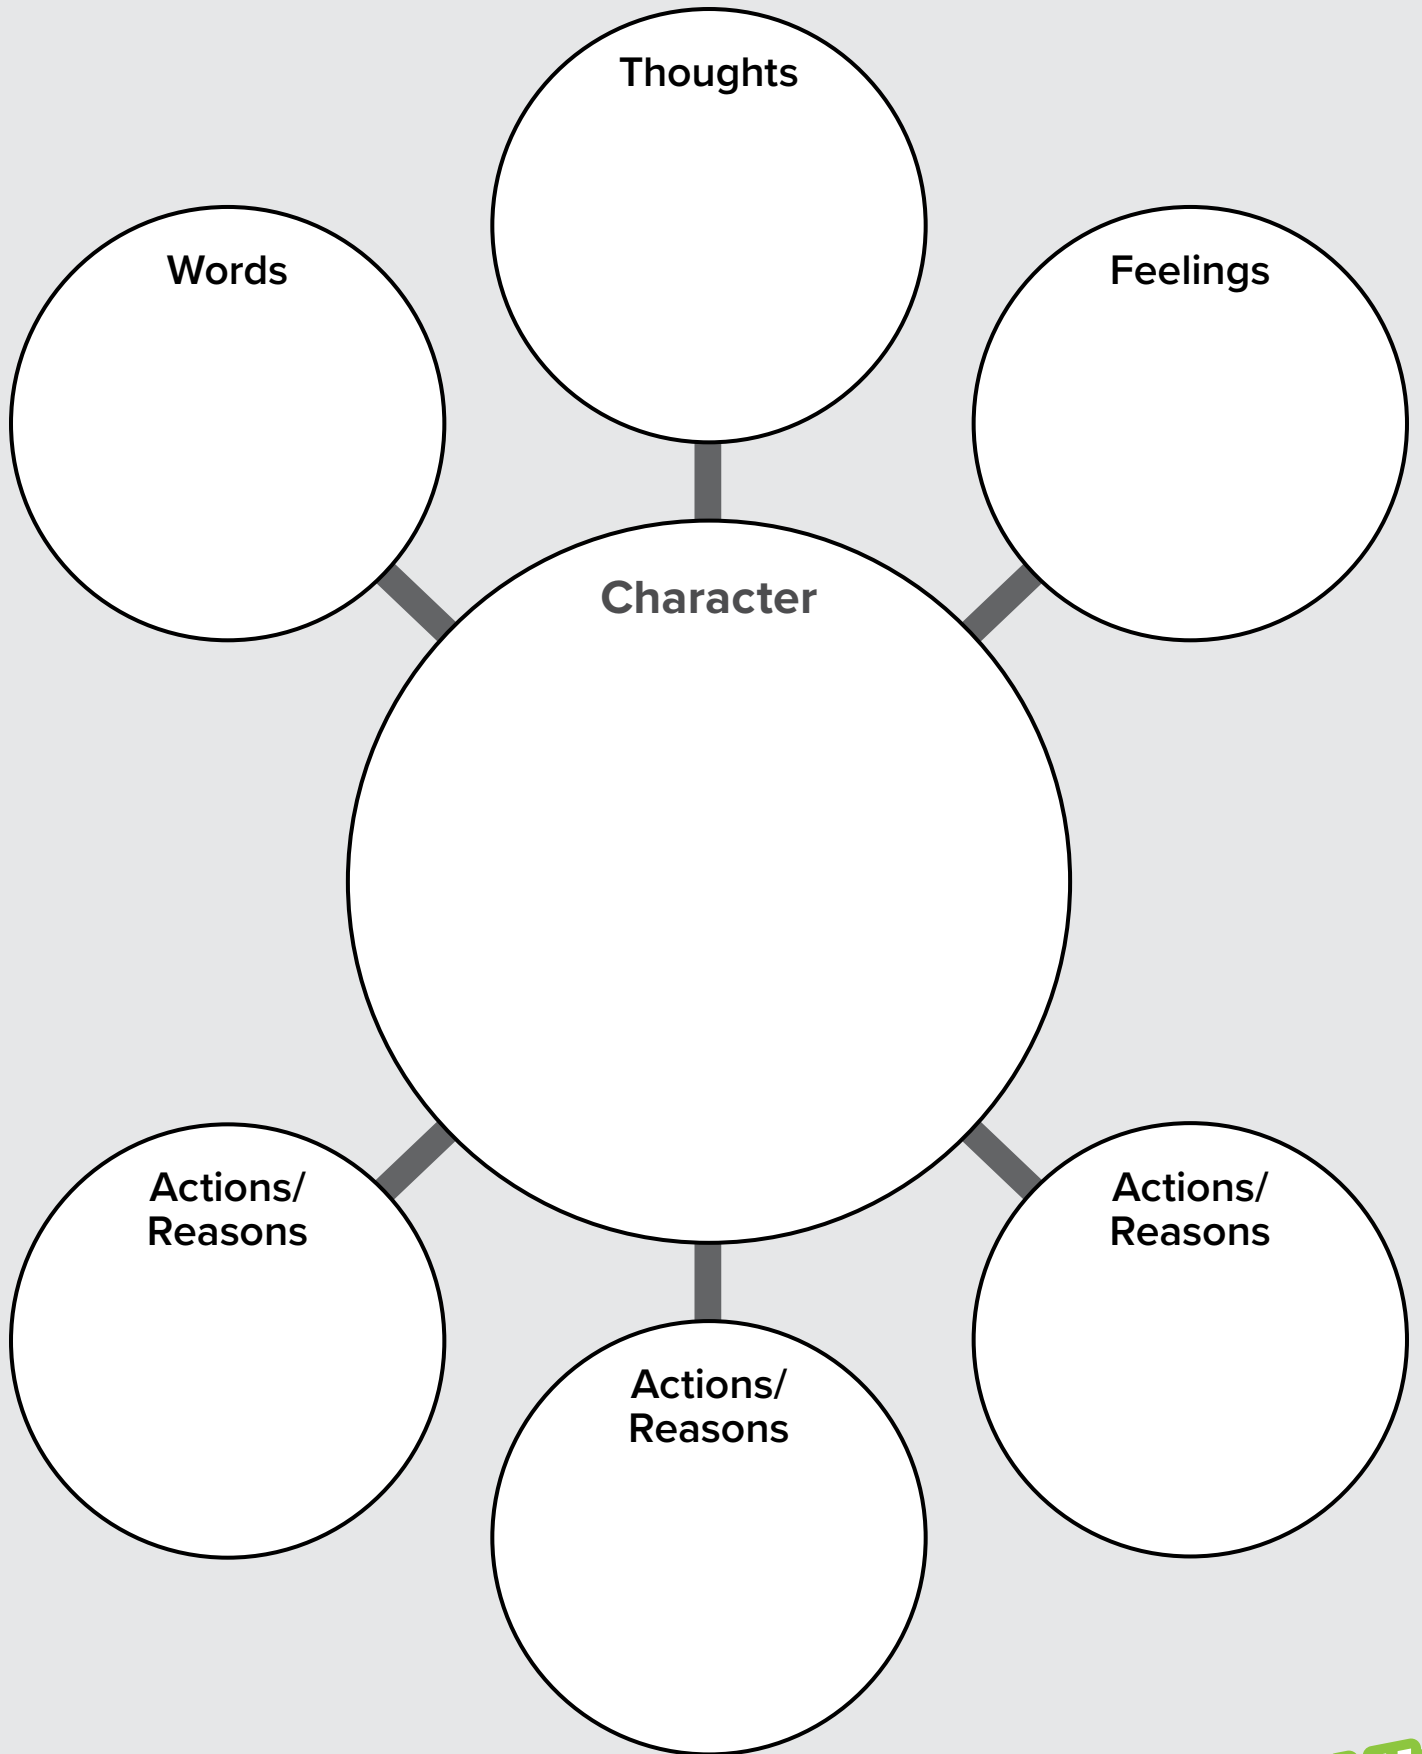 Thoughts
Words
Feelings
Character
Actions/
Reasons
Actions/
Reasons
Actions/
Reasons